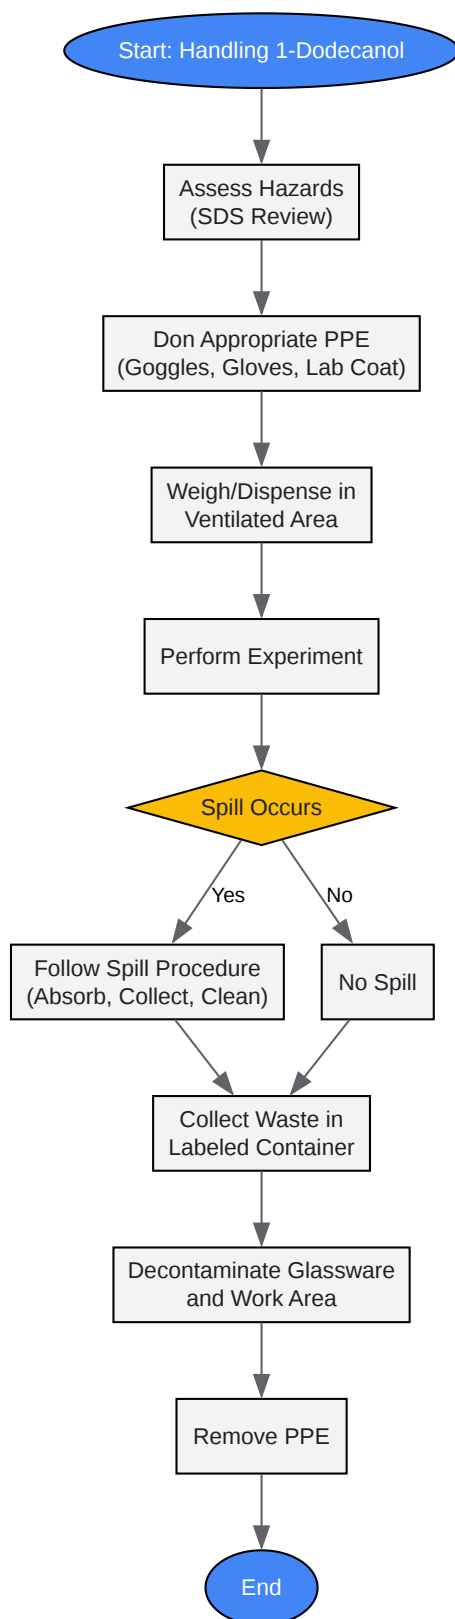 Start: Handling 1-Dodecanol
Assess Hazards
(SDS Review)
Don Appropriate PPE
(Goggles, Gloves, Lab Coat)
Weigh/Dispense in
Ventilated Area
Perform Experiment
Spill Occurs
Yes
No
Follow Spill Procedure
(Absorb, Collect, Clean)
No Spill
Collect Waste in
Labeled Container
Decontaminate Glassware
and Work Area
Remove PPE
End